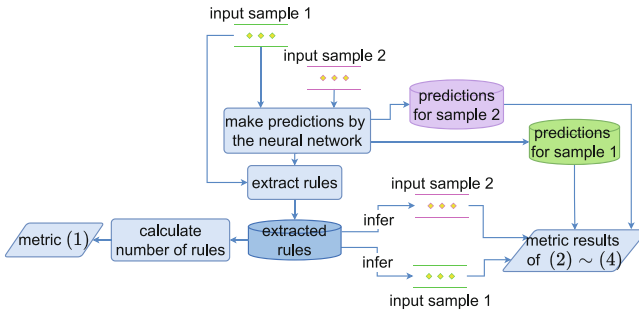 input sample 1
input sample 2
make predictions by
the neural network
predictions
for sample 2
predictions
for sample 1
extract rules
input sample 2
infer
metric (1)
calculate
number of rules
extracted
rules
infer
metric results
of (2) ~ (4)
input sample 1